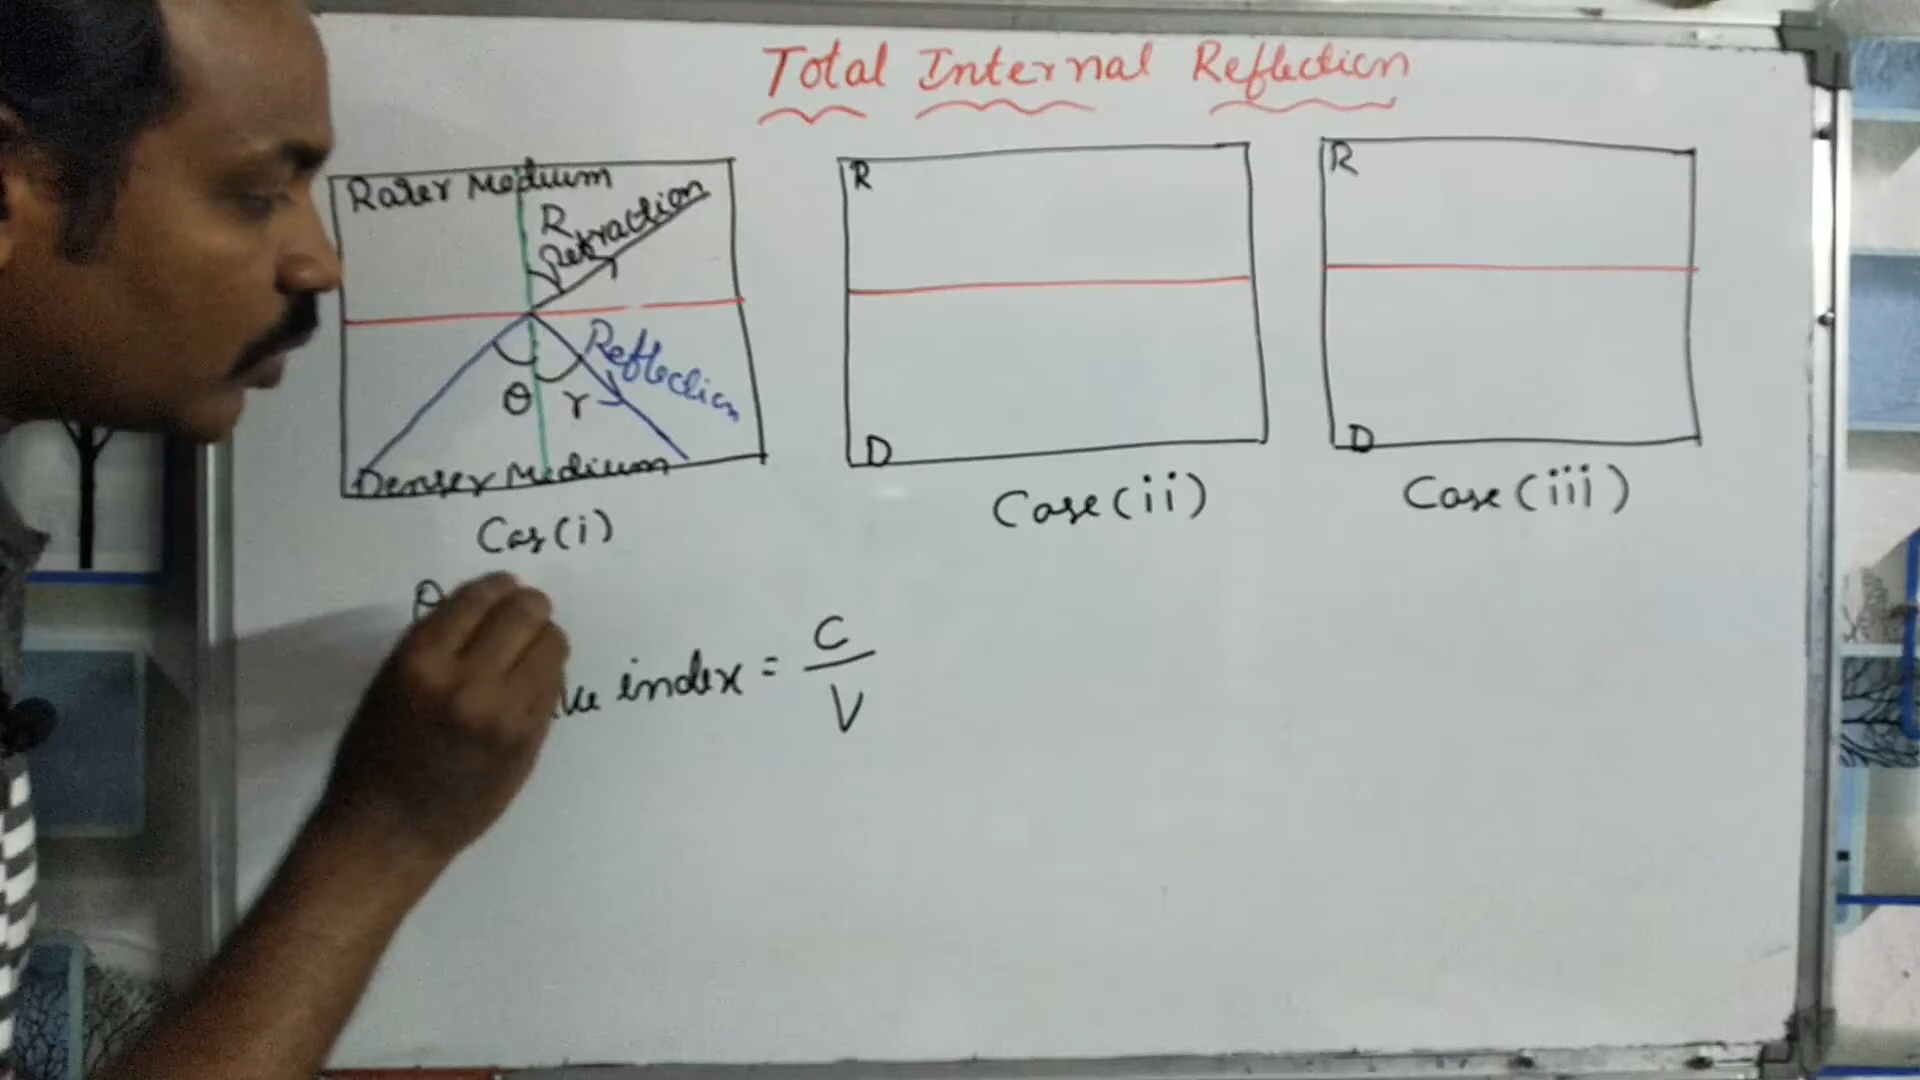 Total Internal Reflection
Rarer Medium
R
Refraction
Reflection
θ r
Denser Medium
Cas(i)
R
D
Case(ii)
R
D
Case(iii)
θ
index = C
V